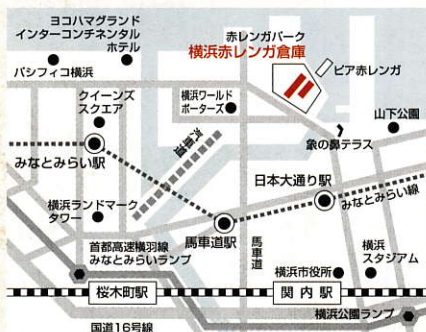 ヨコハマグランド
インターコンチネンタル
ホテル
パシフィコ横浜
赤レンガパーク
横浜赤レンガ倉庫
ピア赤レンガ
クイーンズ
スクエア
横浜ワールド
ポーターズ
山下公園
汽車道
象の鼻テラス
みなとみらい駅
日本大通り駅
みなとみらい線
横浜ランドマーク
タワー
馬車道駅
馬車道
首都高速横羽線
みなとみらいランプ
横浜
スタジアム
横浜市役所
桜木町駅
関内駅
横浜公園ランプ
国道16号線